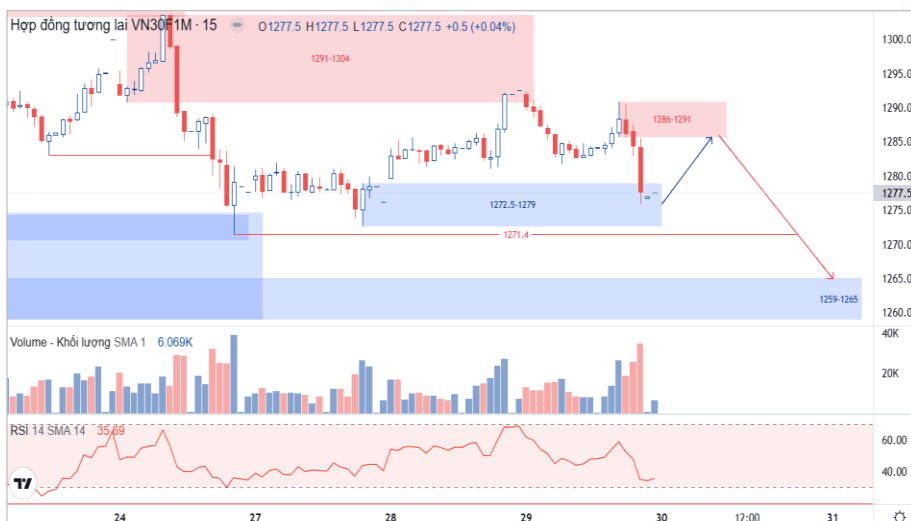 Hợp đồng tương lai VN30F1M · 15 O1277.5 H1277.5 L1277.5 C1277.5 +0.5 (+0.04%)
1300.0
1291-1304
1295.0
1290.0
1286-1291
1285.0
1280.0
1277.5
1272.5-1279
1275.0
1271.4
1270.0
1265.0
1259-1265
1260.0
Volume - Khối lượng SMA 1 6.069K
40K
20K
RSI 14 SMA 14 35.69
60.00
40.00
24 27 28 29 30 12:00 31